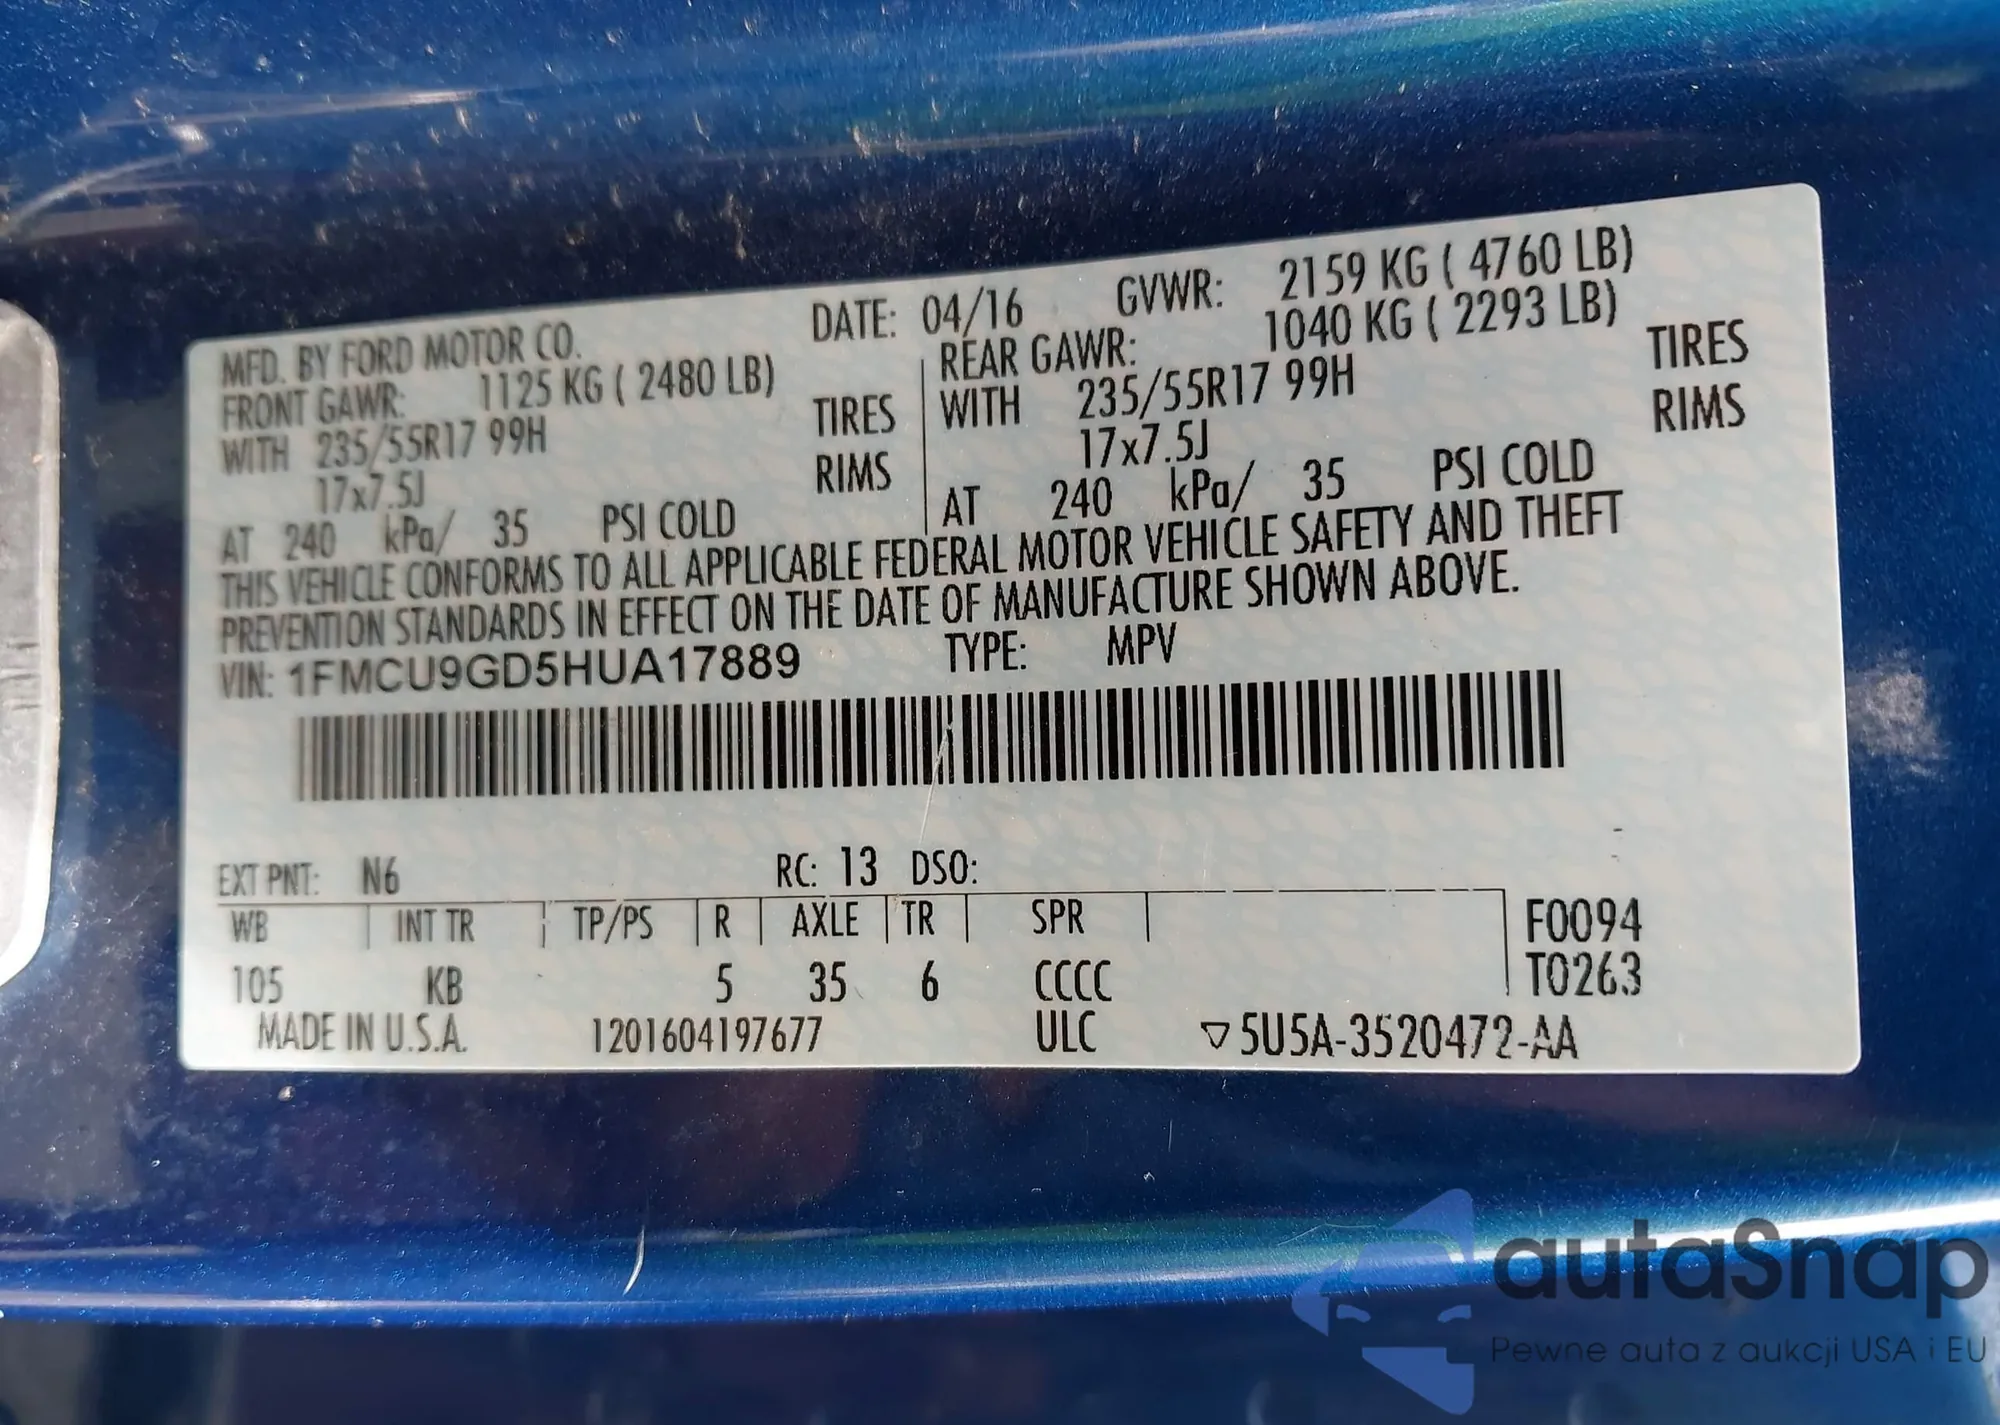 MFD. BY FORD MOTOR CO. DATE: 04/16 GVWR: 2159 KG ( 4760 LB)
FRONT GAWR: 1125 KG ( 2480 LB) REAR GAWR: 1040 KG ( 2293 LB)
WITH 235/55R17 99H TIRES WITH 235/55R17 99H TIRES
17x7.5J RIMS 17x7.5J RIMS
AT 240 kPa/ 35 PSI COLD AT 240 kPa/ 35 PSI COLD
THIS VEHICLE CONFORMS TO ALL APPLICABLE FEDERAL MOTOR VEHICLE SAFETY AND THEFT
PREVENTION STANDARDS IN EFFECT ON THE DATE OF MANUFACTURE SHOWN ABOVE.
VIN: 1FMCU9GD5HUA17889 TYPE: MPV
EXT PNT: N6 RC: 13 DSO:
WB INT TR TP/PS R AXLE TR SPR F0094
105 KB 5 35 6 CCCC T0263
MADE IN U.S.A. 1201604197677 ULC ▽5U5A-3520472-AA
autaSnap
Pewne auta z aukcji USA i EU